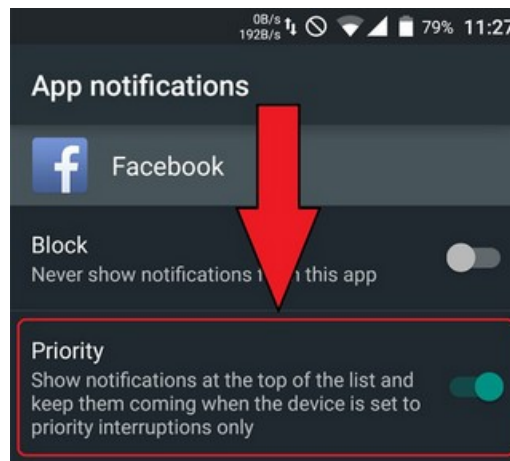 0B/s
192B/s 79% 11:27
App notifications
Facebook
Block
Never show notifications from this app
Priority
Show notifications at the top of the list and
keep them coming when the device is set to
priority interruptions only